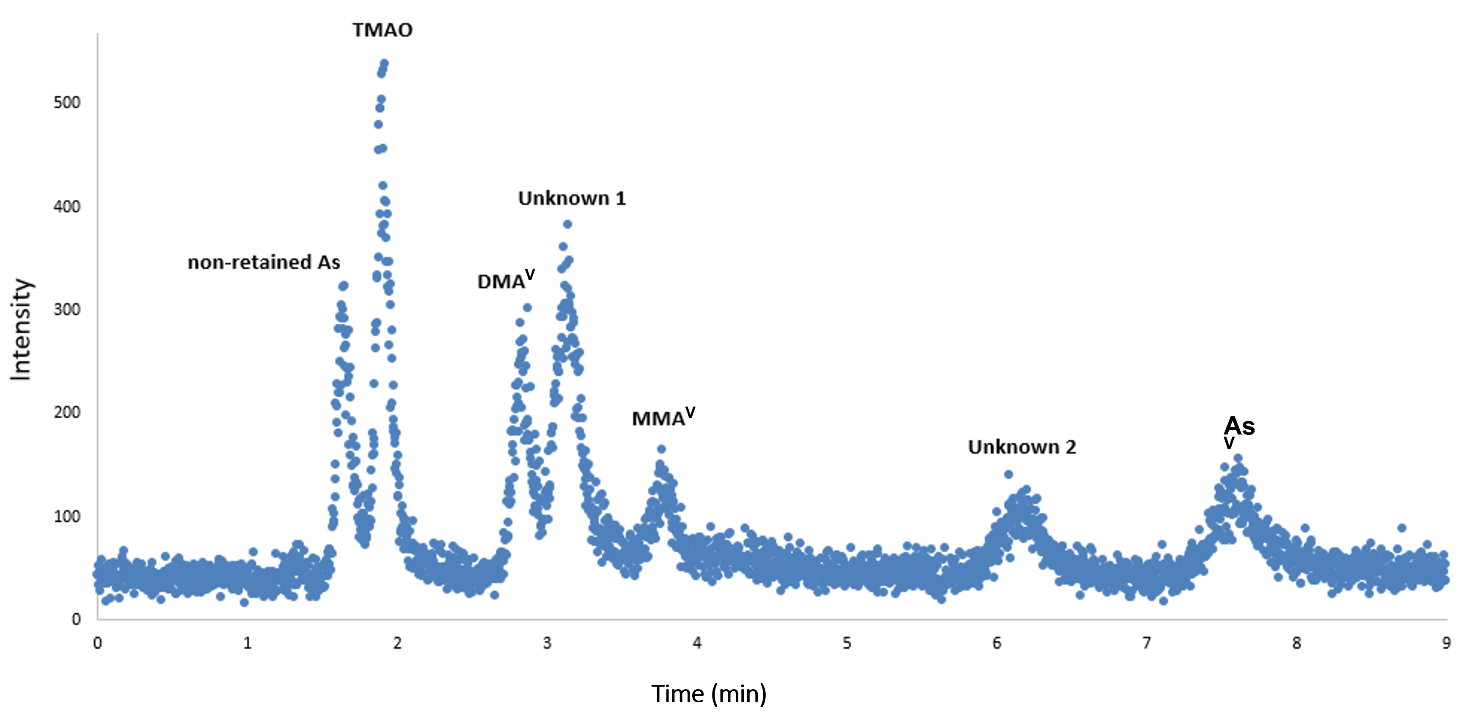 TMAO
500
400
Unknown 1
non-retained As
DMAⱽ
300
Intensity
200
MMAⱽ
As
V
Unknown 2
100
0
0 1 2 3 4 5 6 7 8 9
Time (min)